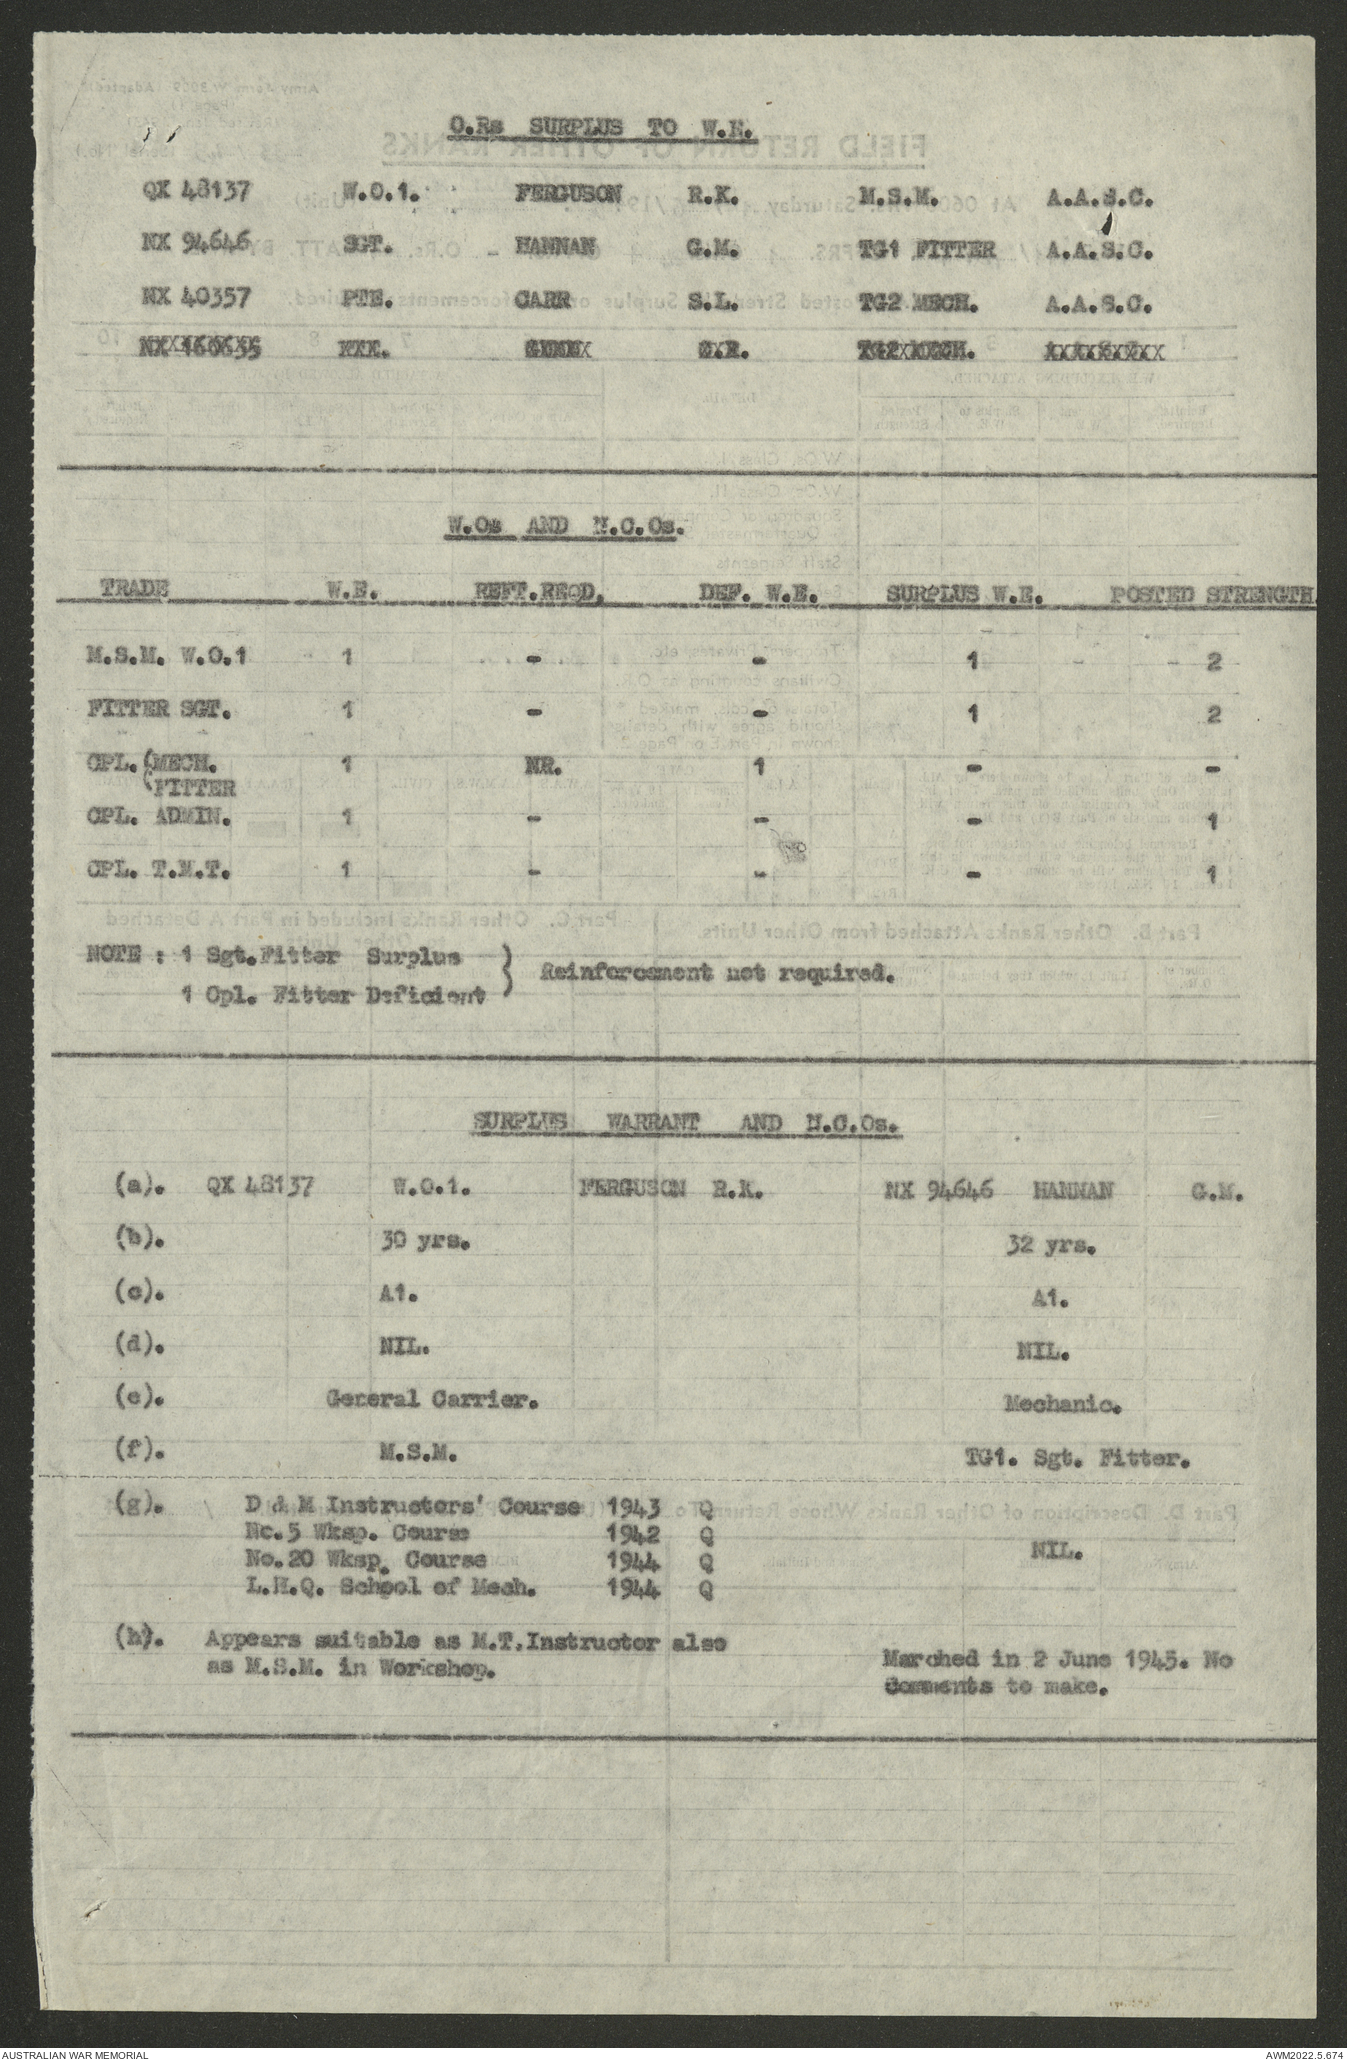 O.Rs SURPLUS TO W.E.
QX 48137 W.O.1. FERGUSON R.K. M.S.M. A.A.S.C.
NX 94646 SGT. HANNAN G.M. TG1 FITTER A.A.S.C.
NX 40357 PTE. CARR S.L. TG2 MECH. A.A.S.C.
W.Os AND N.C.Os.
TRADE W.E. REFT.REQD. DEF. W.E. SURPLUS W.E. POSTED STRENGTH
M.S.M. W.O.1 1 - - 1 2
FITTER SGT. 1 - - 1 2
CPL. (MECH. 1 NR. 1 - -
(FITTER
CPL. ADMIN. 1 - - - 1
CPL. T.M.T. 1 - - - 1
NOTE : 1 Sgt.Fitter Surplus } Reinforcement not required.
1 Cpl. Fitter Deficient
SURPLUS WARRANT AND N.C.Os.
(a). QX 48137 W.O.1. FERGUSON R.K. NX 94646 HANNAN G.M.
(b). 30 yrs. 32 yrs.
(c). A1. A1.
(d). NIL. NIL.
(e). General Carrier. Mechanic.
(f). M.S.M. TG1. Sgt. Fitter.
(g). D & M Instructors' Course 1943 Q
No.5 Wksp. Course 1942 Q
No.20 Wksp. Course 1944 Q NIL.
L.H.Q. School of Mech. 1944 Q
(h). Appears suitable as M.T.Instructor also
as M.S.M. in Workshop.
Marched in 2 June 1945. No
Comments to make.
AUSTRALIAN WAR MEMORIAL AWM2022.5.674